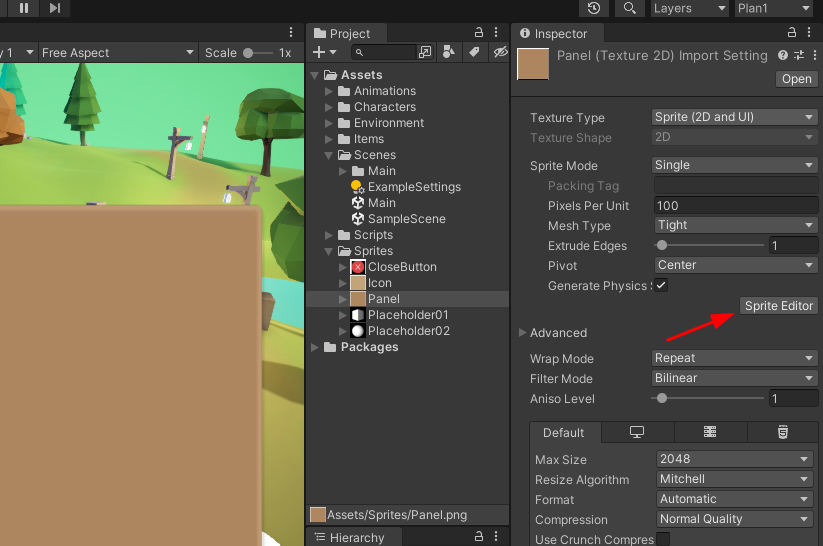 Layers
Plan1
y 1
Free Aspect
Scale
1x
Project
Assets
Animations
Characters
Environment
Items
Scenes
Main
ExampleSettings
Main
SampleScene
Scripts
Sprites
CloseButton
Icon
Panel
Placeholder01
Placeholder02
Packages
Assets/Sprites/Panel.png
Hierarchy
Inspector
Panel (Texture 2D) Import Setting
Open
Texture Type Sprite (2D and UI)
Texture Shape 2D
Sprite Mode Single
Packing Tag
Pixels Per Unit 100
Mesh Type Tight
Extrude Edges 1
Pivot Center
Generate Physics S
Sprite Editor
Advanced
Wrap Mode Repeat
Filter Mode Bilinear
Aniso Level 1
Default
Max Size 2048
Resize Algorithm Mitchell
Format Automatic
Compression Normal Quality
Use Crunch Compres